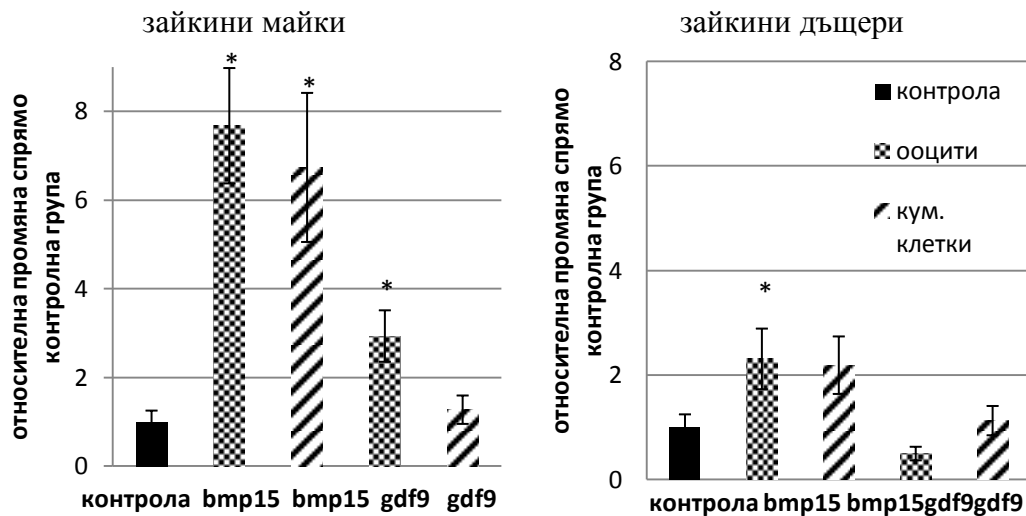 зайкини майки
относителна промяна спрямо
контролна група
8
6
4
2
0
*
*
*
контрола bmp15 bmp15 gdf9 gdf9
зайкини дъщери
относителна промяна спрямо
контролна група
8
6
4
2
0
*
контрола
ооцити
кум.
клетки
контрола bmp15 bmp15gdf9gdf9